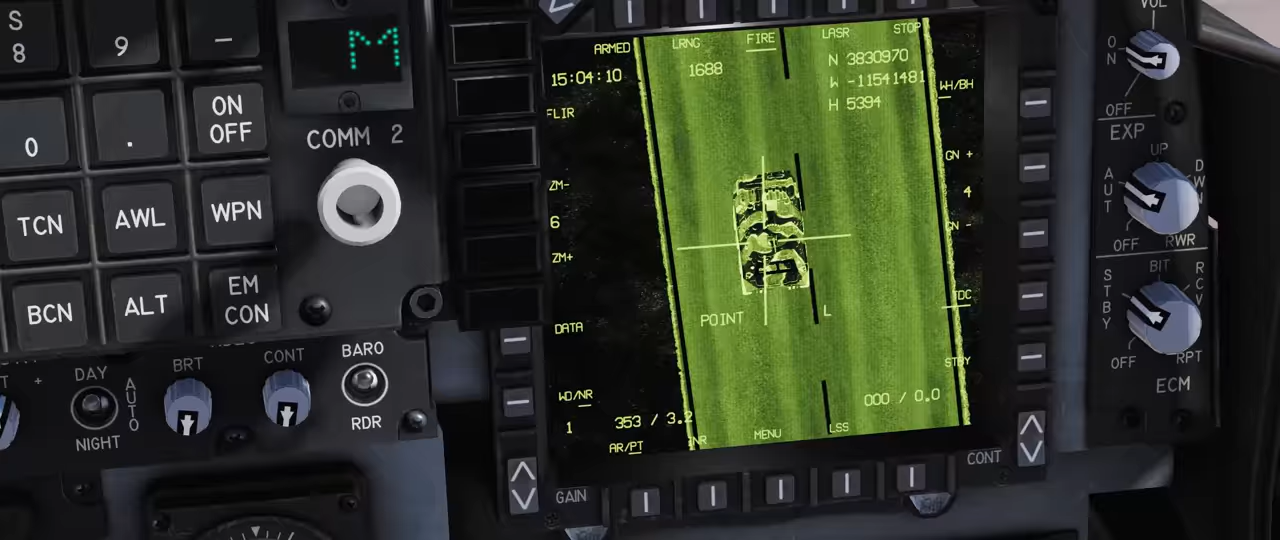 S
8
9
–
0
.
ON
OFF
TCN
AWL
WPN
BCN
ALT
EM
CON
M
COMM 2
BRT
CONT
BARO
RDR
DAY
AUTO
NIGHT
+
ARMED
LRNG
FIRE
LASR
STOP
15:04:10
1688
N 3830970
W -11541481
H 5394
FLIR
WH/BH
ZM-
6
ZM+
GN +
4
GN -
POINT
L
TDC
DATA
STBY
WD/NR
1
353 / 3.2
000 / 0.0
AR/PT
INR
MENU
LSS
GAIN
CONT
VOL
ON
OFF
EXP
UP
AUT
DWN
OFF
RWR
BIT
STBY
RCV
OFF
RPT
ECM